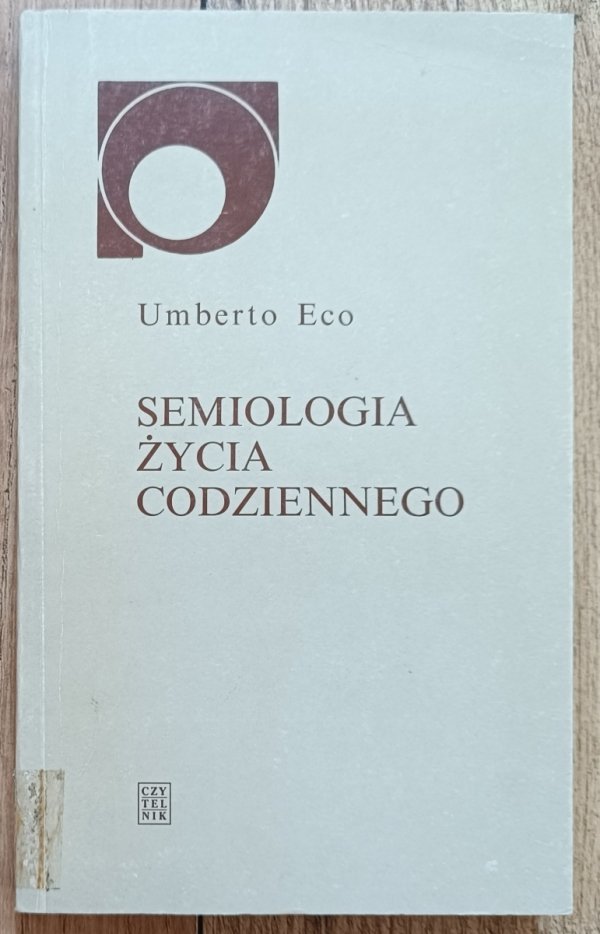 Umberto Eco
SEMIOLOGIA
ŻYCIA
CODZIENNEGO
CZY
TEL
NIK